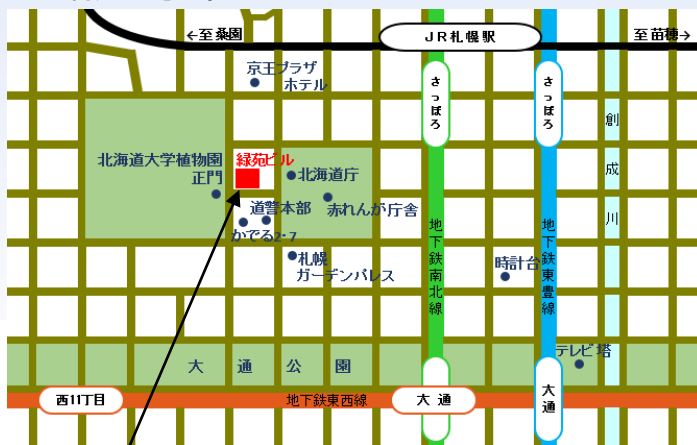 ←至桑園
JR札幌駅
至苗穂→
京王プラザ
ホテル
さっぽろ
さっぽろ
創成川
北海道大学植物園
正門
緑苑ビル
北海道庁
赤れんが庁舎
道警本部
かでる2・7
札幌
ガーデンパレス
地下鉄南北線
時計台
地下鉄東豊線
テレビ塔
大通公園
西11丁目
地下鉄東西線
大通
大通